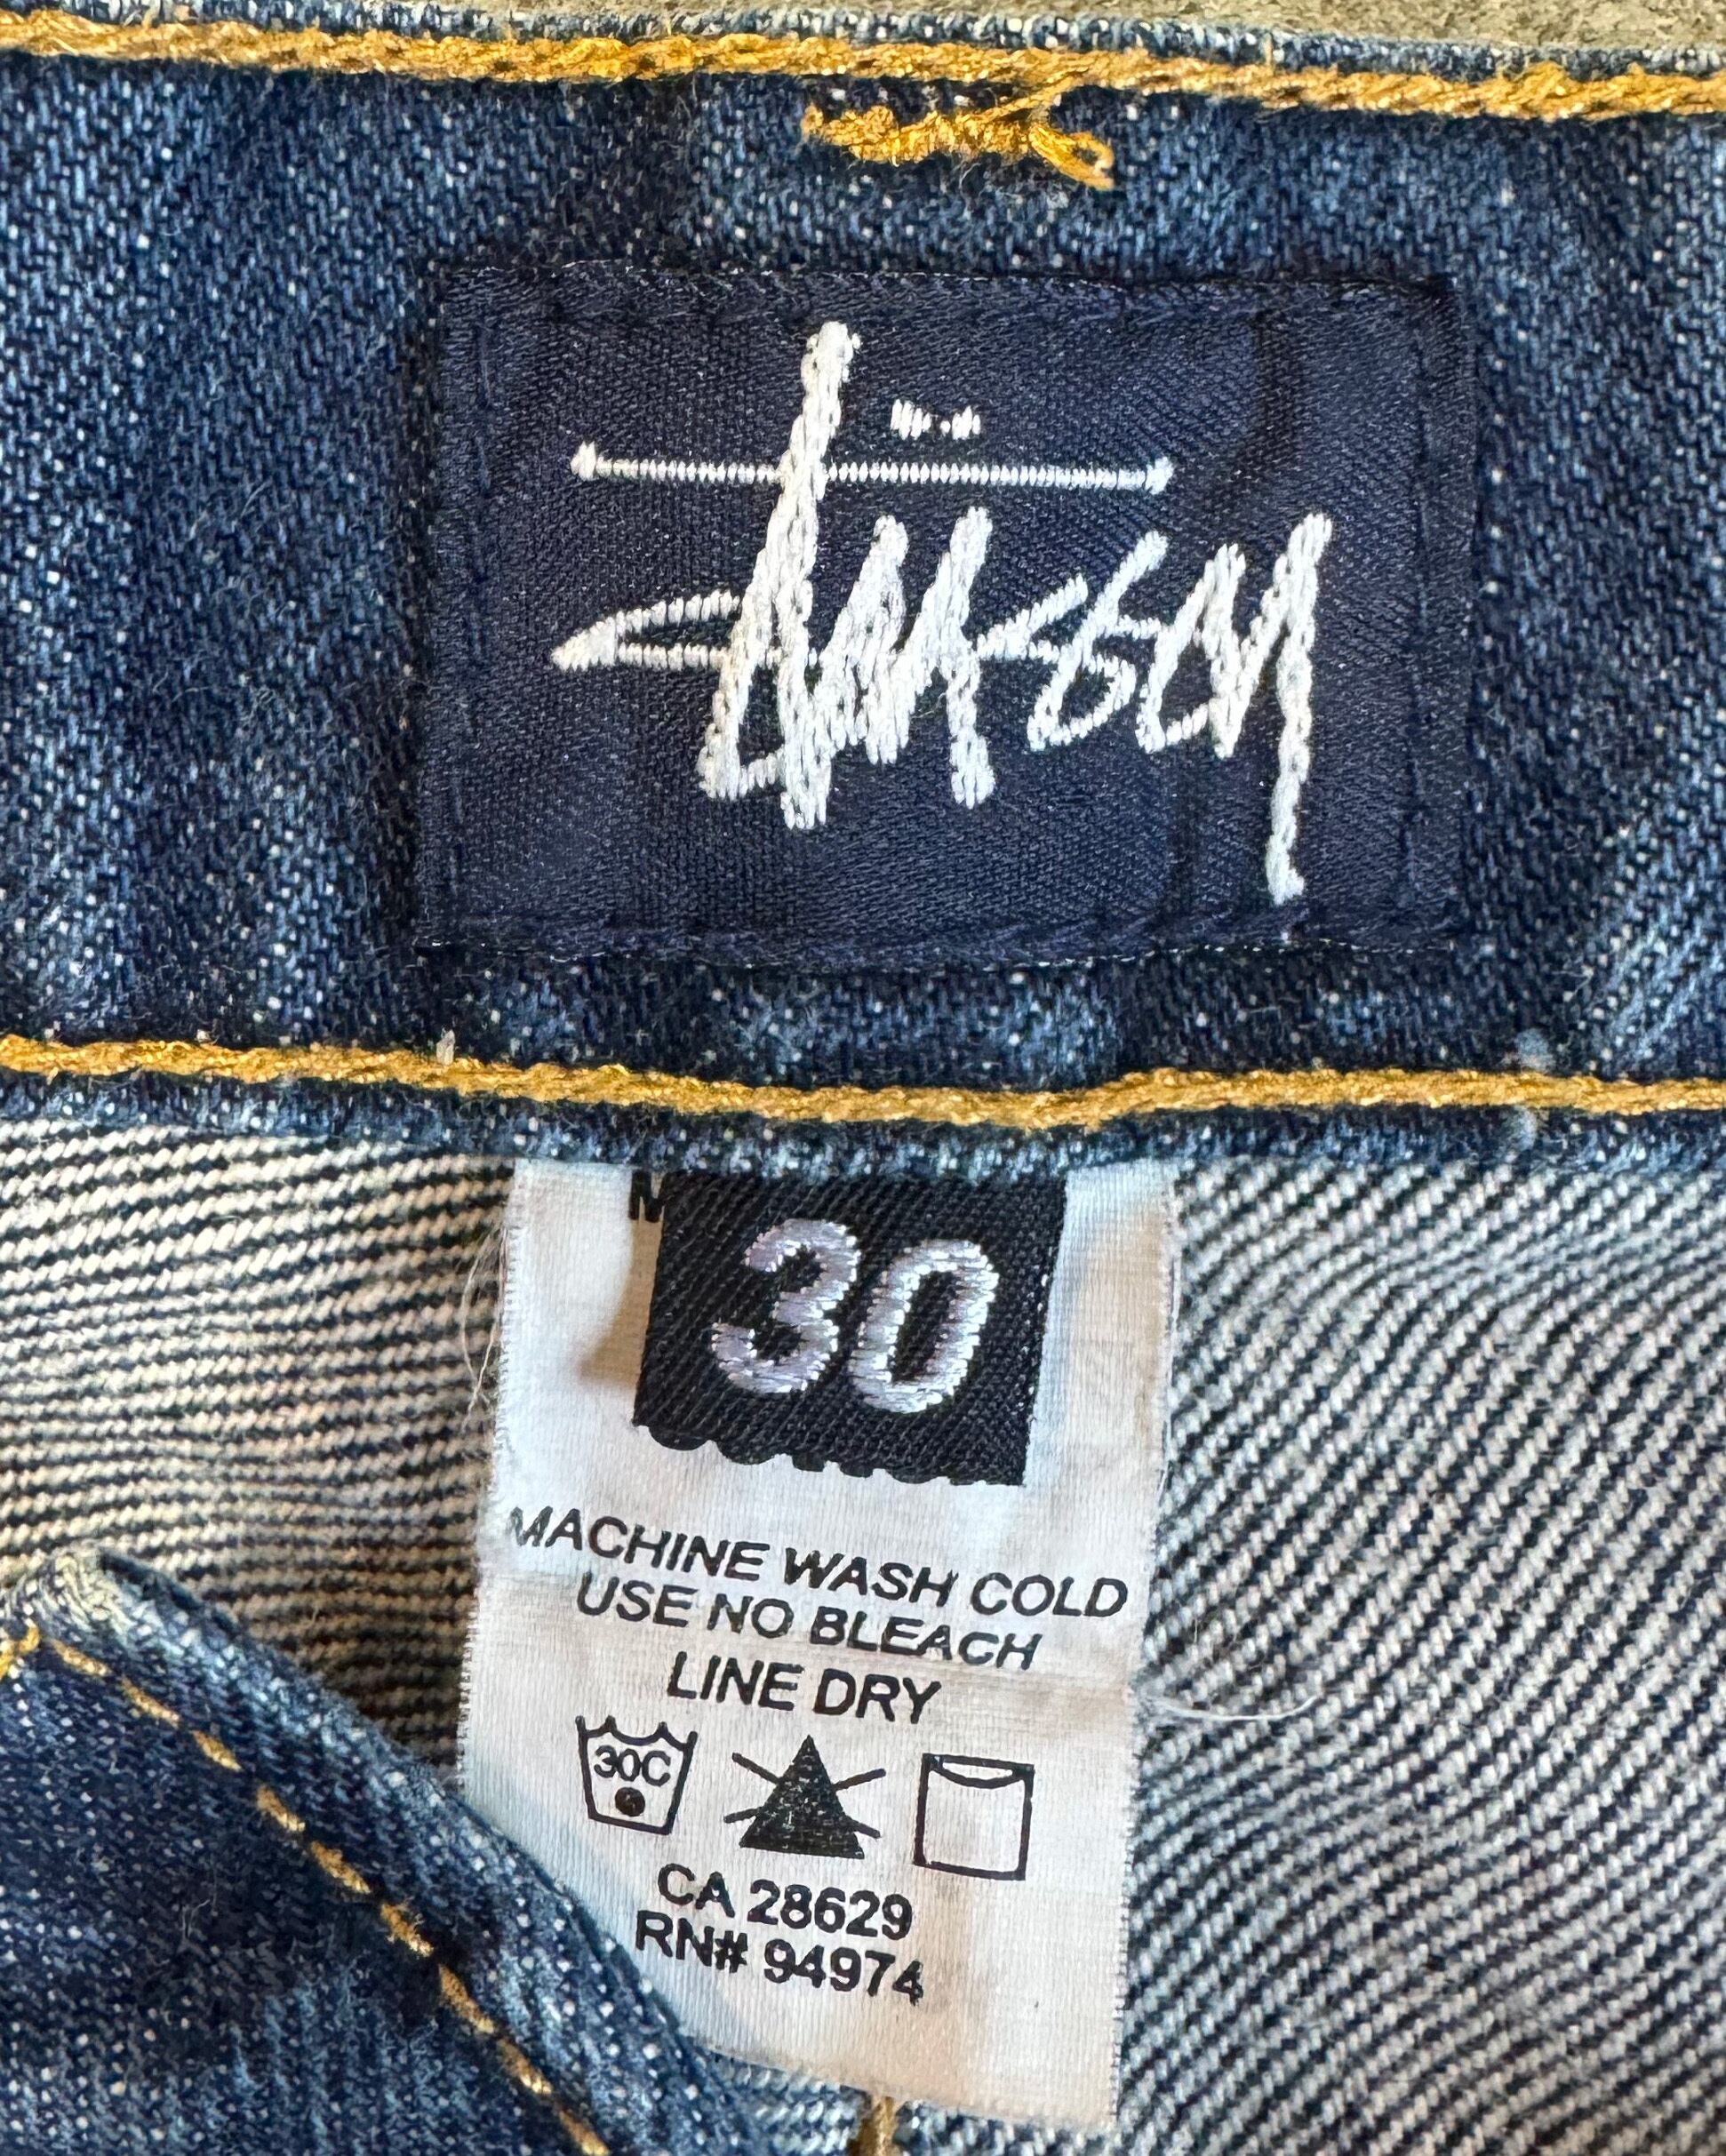 Stüssy
30
MACHINE WASH COLD
USE NO BLEACH
LINE DRY
30C
CA 28629
RN# 94974